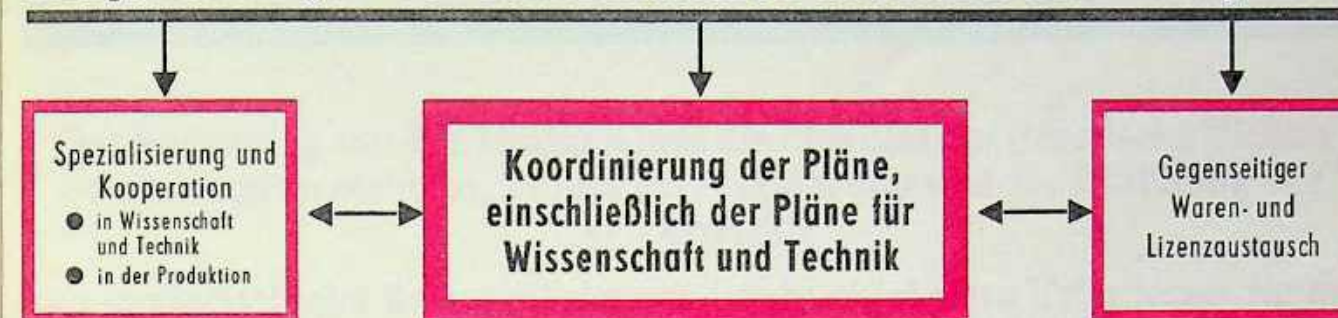 Spezialisierung und
Kooperation
● in Wissenschaft
und Technik
● in der Produktion
Koordinierung der Pläne,
einschließlich der Pläne für
Wissenschaft und Technik
Gegenseitiger
Waren- und
Lizenzaustausch